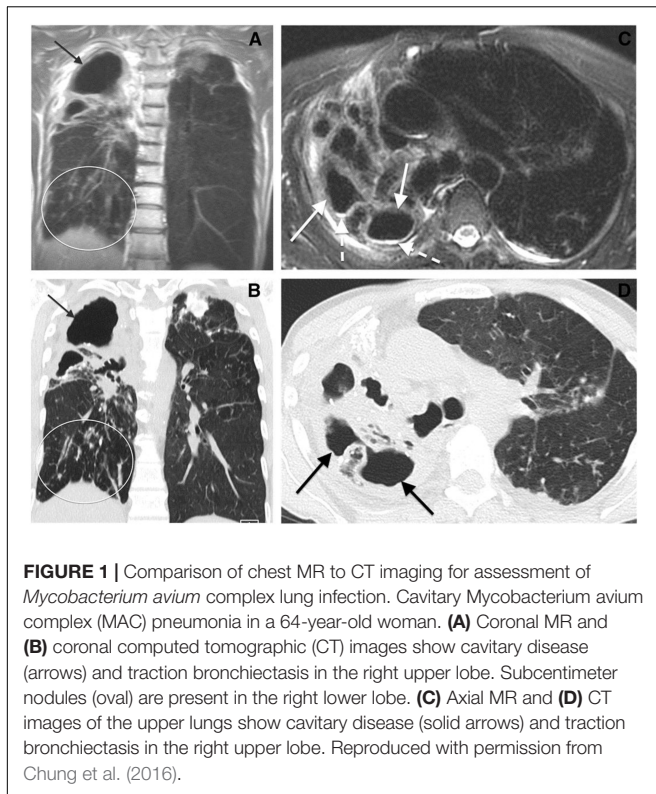 A
C
B
D
FIGURE 1 | Comparison of chest MR to CT imaging for assessment of
Mycobacterium avium complex lung infection. Cavitary Mycobacterium avium
complex (MAC) pneumonia in a 64-year-old woman. (A) Coronal MR and
(B) coronal computed tomographic (CT) images show cavitary disease
(arrows) and traction bronchiectasis in the right upper lobe. Subcentimeter
nodules (oval) are present in the right lower lobe. (C) Axial MR and (D) CT
images of the upper lungs show cavitary disease (solid arrows) and traction
bronchiectasis in the right upper lobe. Reproduced with permission from
Chung et al. (2016).